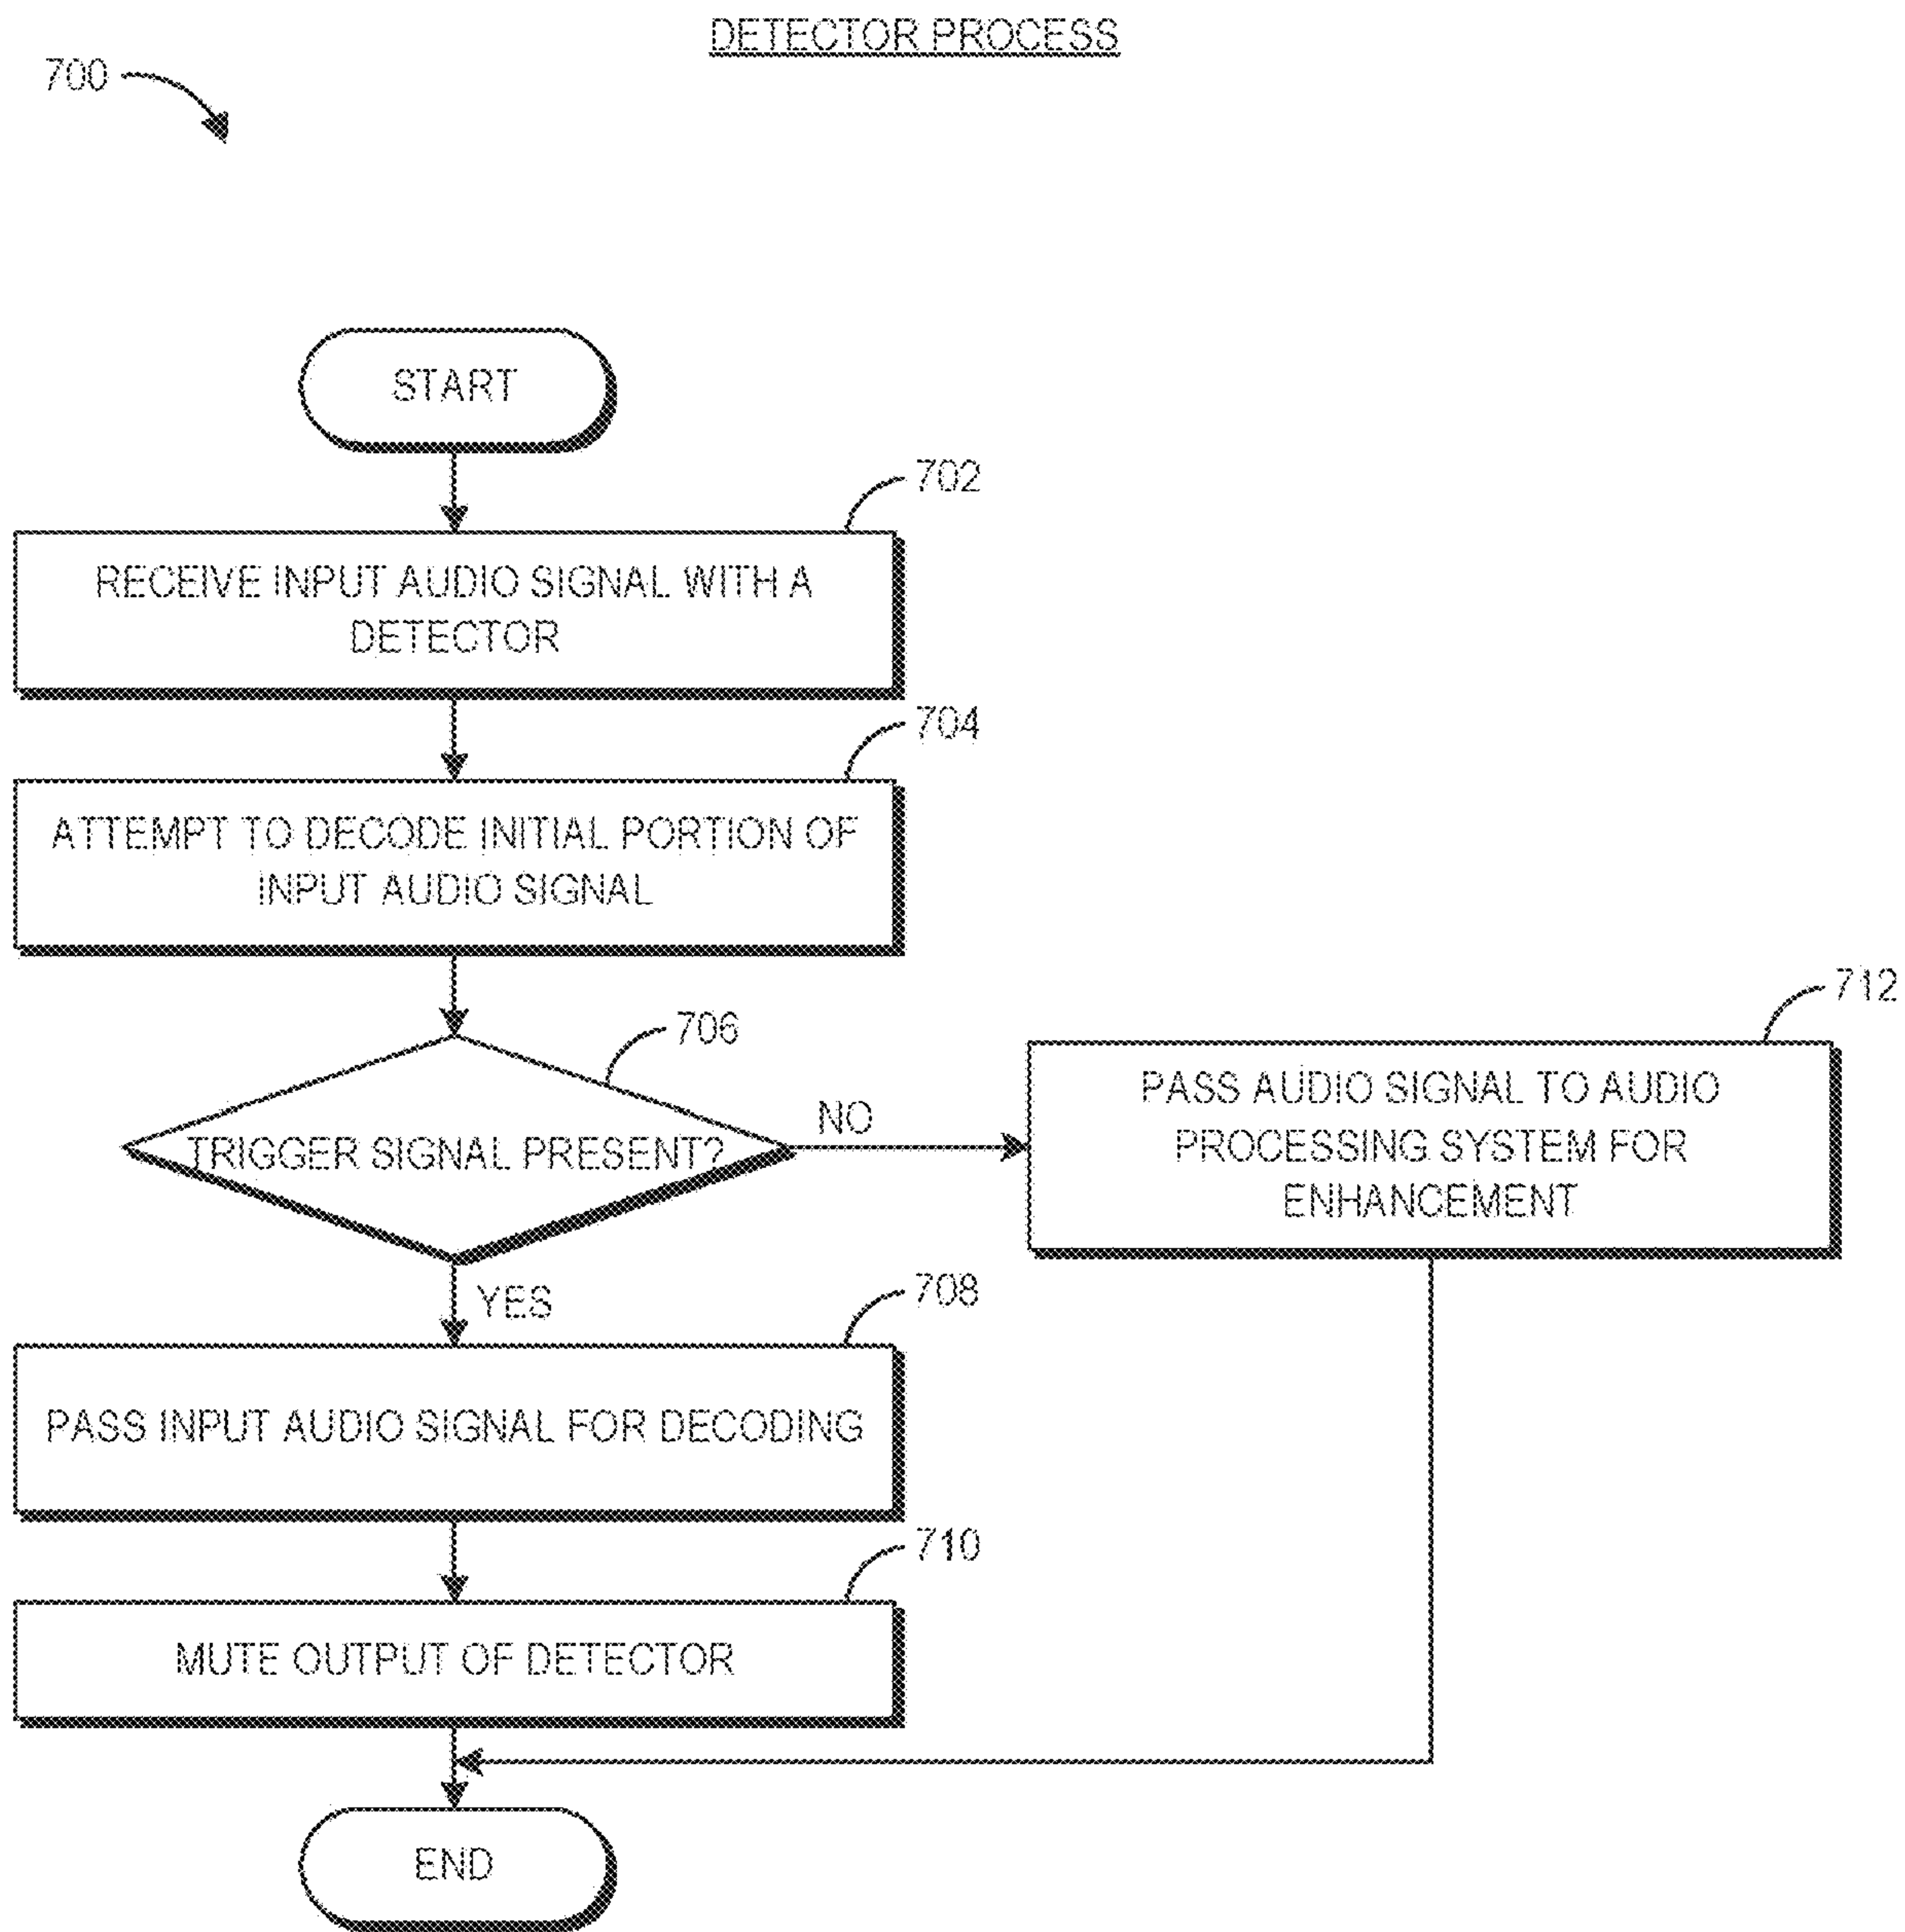 DETECTOR PROCESS
700
START
702
RECEIVE INPUT AUDIO SIGNAL WITH A
DETECTOR
704
ATTEMPT TO DECODE INITIAL PORTION OF
INPUT AUDIO SIGNAL
706
TRIGGER SIGNAL PRESENT?
NO
712
PASS AUDIO SIGNAL TO AUDIO
PROCESSING SYSTEM FOR
ENHANCEMENT
YES
708
PASS INPUT AUDIO SIGNAL FOR DECODING
710
MUTE OUTPUT OF DETECTOR
END